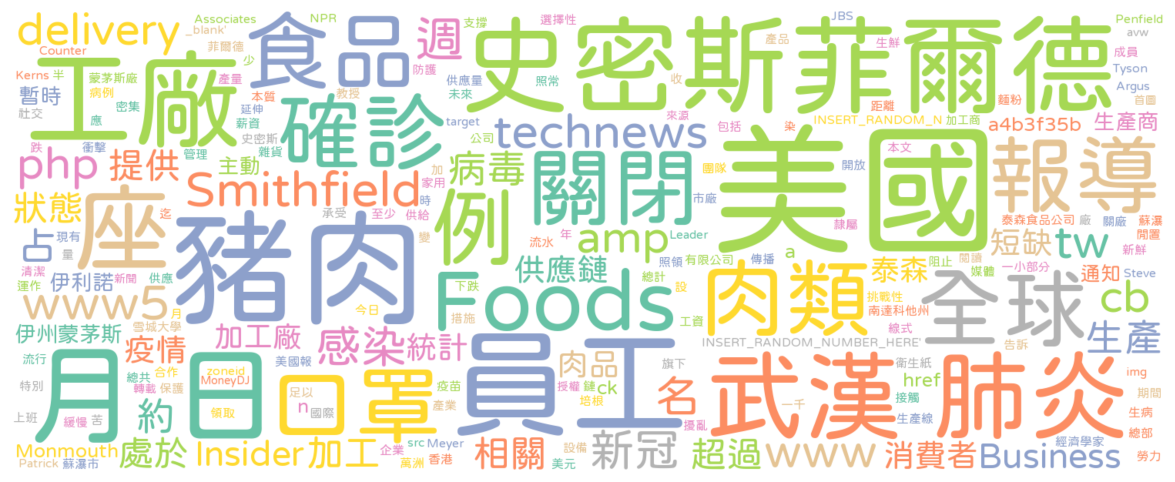 delivery
Associates
_blank'
NPR
支撐
選擇性
JBS
Penfield
avw
Counter
菲爾德
少
食品
週
史密斯菲爾德
產品
生鮮
成員
Kerns
半
蒙茅斯廠
產量
防護
供應量
照常
收
Tyson
工廠
病例
本質
教授
未來
Argus
暫時
密集
延伸
確診
target
來源
距離
麵粉
首圖
社交
應
薪資
史密斯
technews
包括
染
INSERT_RANDOM_N
加工商
a4b3f35b
生產商
跌
衝擊
管理
雜貨
公司
美國
本文
php
提供
主動
加
病毒
團隊
開放
報導
Smithfield
家用
關閉
市廠
狀態
座
迄
承受
至少
時
供給
例
隸屬
泰森食品公司
廠
關廠
蘇瀑
占
現有
豬肉
變
流水
年
amp
Leader
a
短缺
tw
閒置
量
清潔
伊利諾
新聞
供應
供應鏈
照領
有限公司
傳播
泰森
阻止
閱讀
新鮮
運作
總計
設
媒體
一小部分
通知
Steve
www5
月
今日
下跌
Foods
肉類
挑戰性
全球
cb
伊州蒙茅斯
雪城大學
措施
工資
南達科他州
加工廠
感染
統計
線式
生產
流行
疫情
美國報
員工
肉品
旗下
INSERT_RANDOM_NUMBER_HERE'
告訴
月
日
總共
合作
zoneid
MoneyDJ
口罩
疫苗
授權
鏈
ck
名
武漢
肺炎
衛生紙
img
特別
轉載
保護
足以
產業
培根
href
接觸
期間
上班
緩慢
苦
約
領取
n
國際
擾亂
生產線
生病
Monmouth
處於
Insider
加工
企業
src
Meyer
相關
設備
新冠
超過
www
一千
消費者
Business
經濟學家
總部
Patrick
蘇瀑市
萬洲
香港
美元
勞力